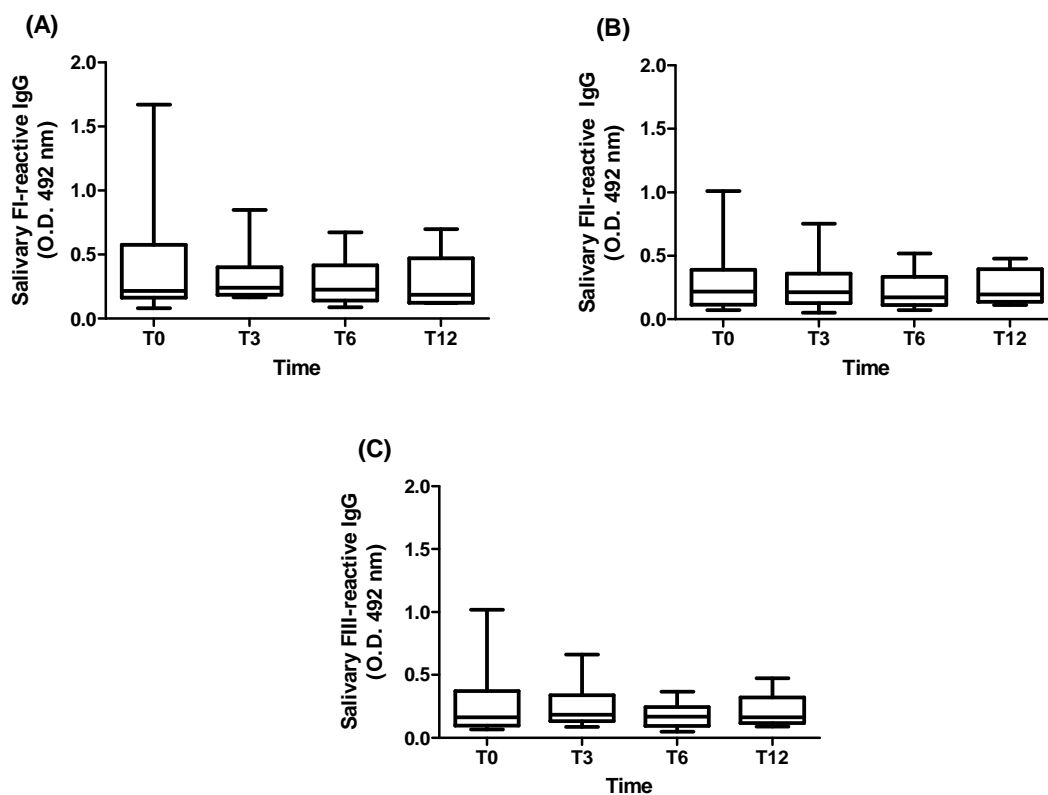 (A)
Salivary FI-reactive IgG
(O.D. 492 nm)
2.0
1.5
1.0
0.5
0.0
T0 T3 T6 T12
Time
(B)
Salivary FII-reactive IgG
(O.D. 492 nm)
2.0
1.5
1.0
0.5
0.0
T0 T3 T6 T12
Time
(C)
Salivary FIII-reactive IgG
(O.D. 492 nm)
2.0
1.5
1.0
0.5
0.0
T0 T3 T6 T12
Time